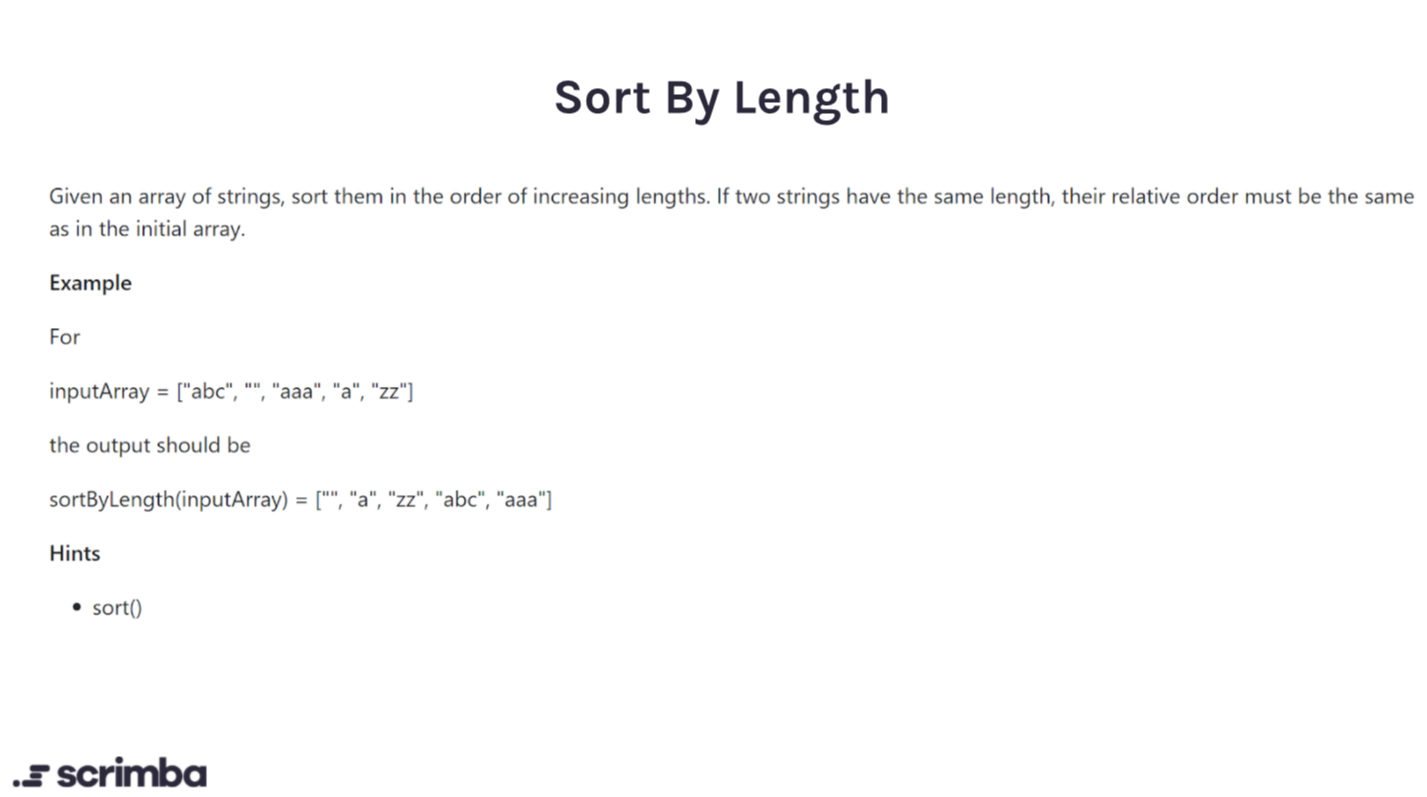 Sort By Length
Given an array of strings, sort them in the order of increasing lengths. If two strings have the same length, their relative order must be the same
as in the initial array.
Example
For
inputArray = ["abc", "", "aaa", "a", "zz"]
the output should be
sortByLength(inputArray) = ["", "a", "zz", "abc", "aaa"]
Hints
• sort()
scrimba